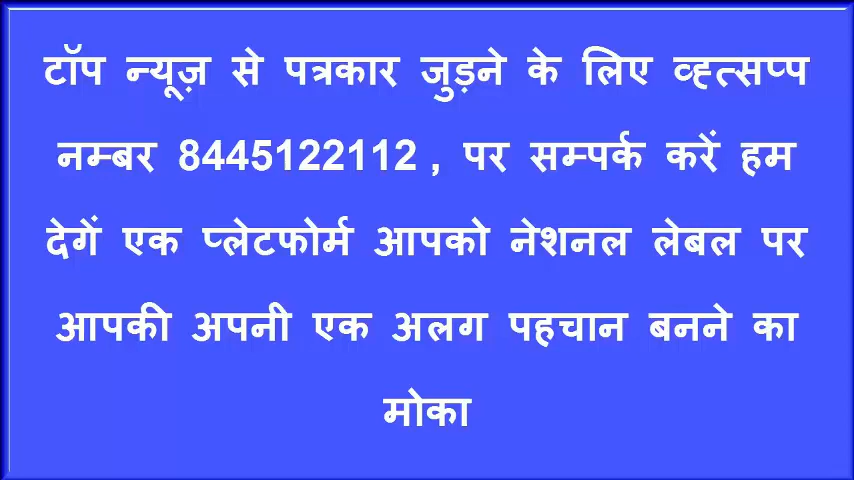 टॉप न्यूज़ से पत्रकार जुड़ने के लिए व्हत्सप्प
नम्बर 8445122112 , पर सम्पर्क करें हम
देगें एक प्लेटफोर्म आपको नेशनल लेबल पर
आपकी अपनी एक अलग पहचान बनने का
मोका